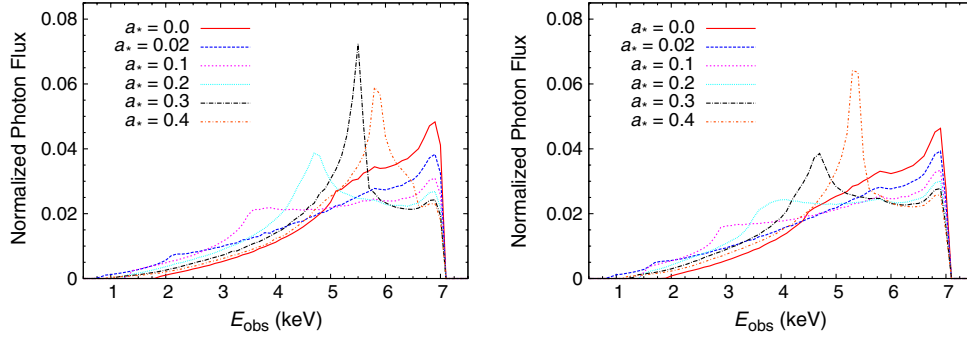 Normalized Photon Flux
0.08
0.06
0.04
0.02
0
a⋆ = 0.0
a⋆ = 0.02
a⋆ = 0.1
a⋆ = 0.2
a⋆ = 0.3
a⋆ = 0.4
1 2 3 4 5 6 7
E_obs (keV)
Normalized Photon Flux
0.08
0.06
0.04
0.02
0
a⋆ = 0.0
a⋆ = 0.02
a⋆ = 0.1
a⋆ = 0.2
a⋆ = 0.3
a⋆ = 0.4
1 2 3 4 5 6 7
E_obs (keV)